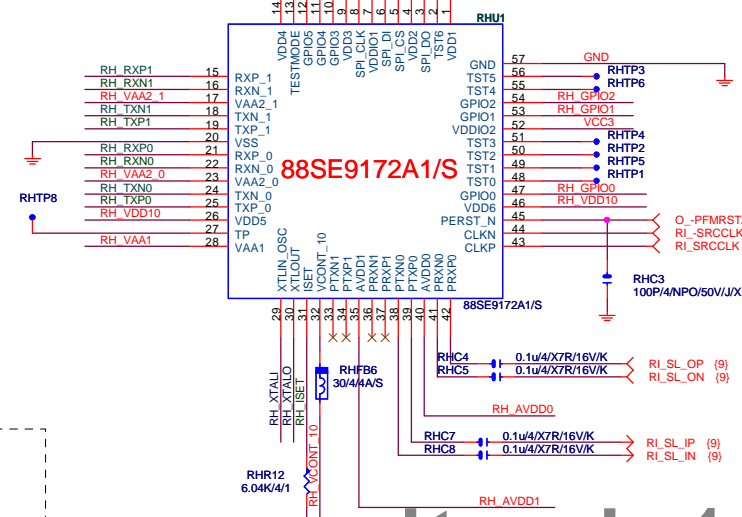 RHU1
14 13 12 11 10 9 8 7 6 5 4 3 2 1
VDD4 TESTMODE GPIO5 GPIO4 GPIO3 VDD3 SPI_CLK VDDIO1 SPI_DI SPI_CS VDD2 SPI_DO TST6 VDD1
RH_RXP1 15 RXP_1
RH_RXN1 16 RXN_1
RH_VAA2_1 17 VAA2_1
RH_TXN1 18 TXN_1
RH_TXP1 19 TXP_1
20 VSS
RH_RXP0 21 RXP_0
RH_RXN0 22 RXN_0
RH_VAA2_0 23 VAA2_0
RH_TXN0 24 TXN_0
RH_TXP0 25 TXP_0
RH_VDD10 26 VDD5
RHTP8
27 TP
RH_VAA1 28 VAA1
88SE9172A1/S
GND 57 GND
TST5 56 RHTP3
TST4 55 RHTP6
GPIO2 54 RH_GPIO2
GPIO1 53 RH_GPIO1
VDDIO2 52 VCC3
TST3 51 RHTP4
TST2 50 RHTP2
TST1 49 RHTP5
TST0 48 RHTP1
GPIO0 47 RH_GPIO0
VDD6 46 RH_VDD10
PERST_N 45 O_-PFMRST
CLKN 44 RI_-SRCCLK
CLKP 43 RI_SRCCLK
XTLIN_OSC XTLOUT ISET VCONT_10 PTXN1 PTXP1 AVDD1 PRXN1 PRXP1 PTXN0 PTXP0 AVDD0 PRXN0 PRXP0
29 30 31 32 33 34 35 36 37 38 39 40 41 42
88SE9172A1/S
RHC3
100P/4/NPO/50V/J/X
RH_XTALI
RH_XTALO
RH_ISET
RHFB6
30/4/4A/S
RH_VCONT_10
RHR12
6.04K/4/1
RHC4 0.1u/4/X7R/16V/K RI_SL_OP {9}
RHC5 0.1u/4/X7R/16V/K RI_SL_ON {9}
RH_AVDD0
RHC7 0.1u/4/X7R/16V/K RI_SL_IP {9}
RHC8 0.1u/4/X7R/16V/K RI_SL_IN {9}
RH_AVDD1